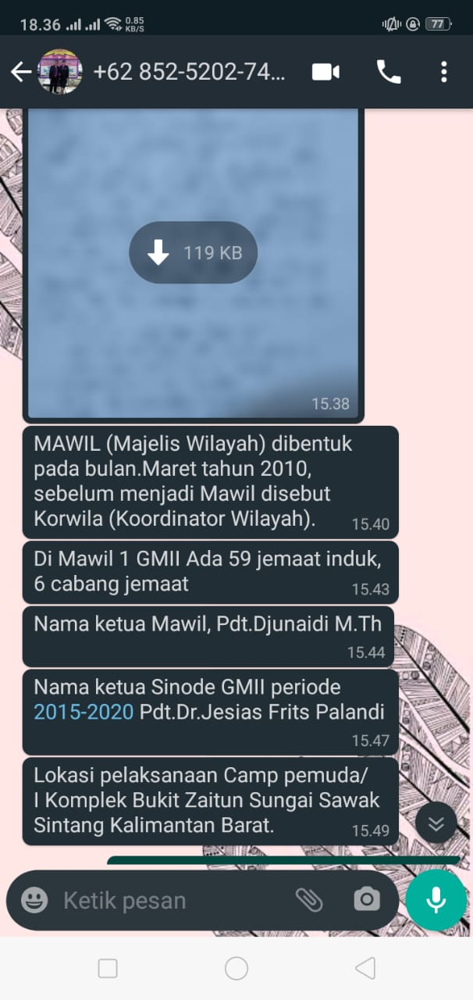 18.36
0.85
KB/S
77
+62 852-5202-74...
119 KB
15.38
MAWIL (Majelis Wilayah) dibentuk
pada bulan.Maret tahun 2010,
sebelum menjadi Mawil disebut
Korwila (Koordinator Wilayah).
15.40
Di Mawil 1 GMII Ada 59 jemaat induk,
6 cabang jemaat
15.43
Nama ketua Mawil, Pdt.Djunaidi M.Th
15.44
Nama ketua Sinode GMII periode
2015-2020 Pdt.Dr.Jesias Frits Palandi
15.47
Lokasi pelaksanaan Camp pemuda/
I Komplek Bukit Zaitun Sungai Sawak
Sintang Kalimantan Barat.
15.49
Ketik pesan